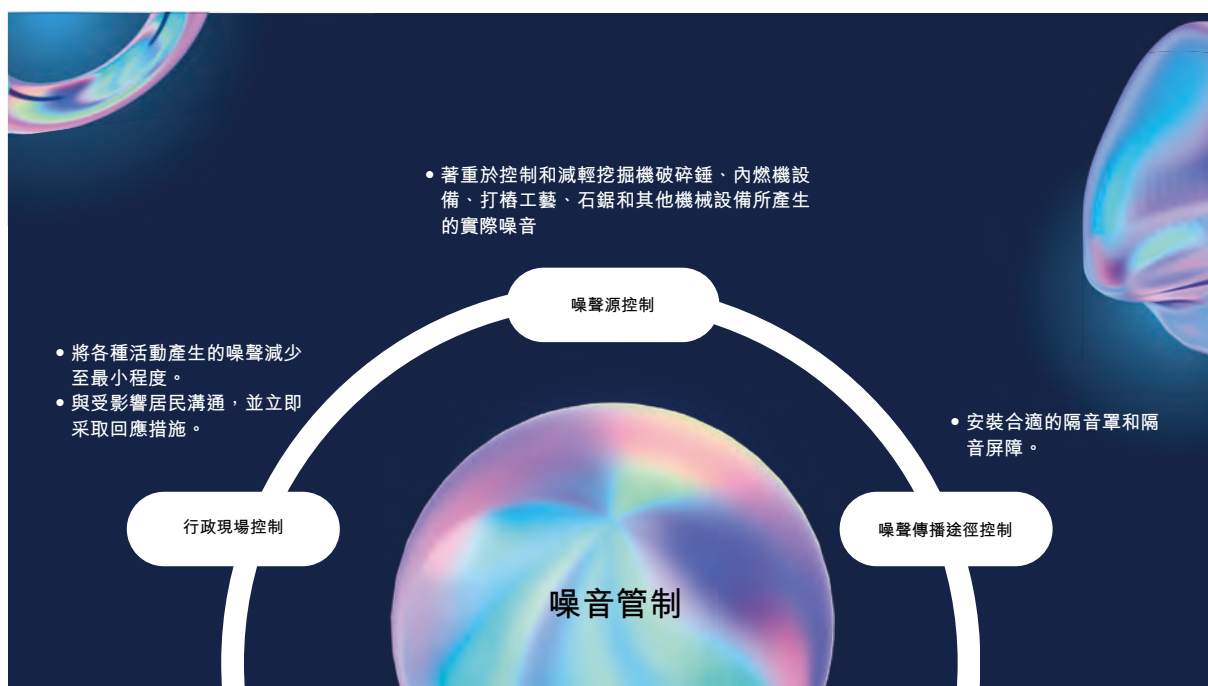 • 著重於控制和減輕挖掘機破碎錘、內燃機設
備、打樁工藝、石鋸和其他機械設備所產生
的實際噪音
噪聲源控制
• 將各種活動產生的噪聲減少
至最小程度。
• 與受影響居民溝通,並立即
采取回應措施。
• 安裝合適的隔音罩和隔
音屏障。
行政現場控制
噪聲傳播途徑控制
噪音管制